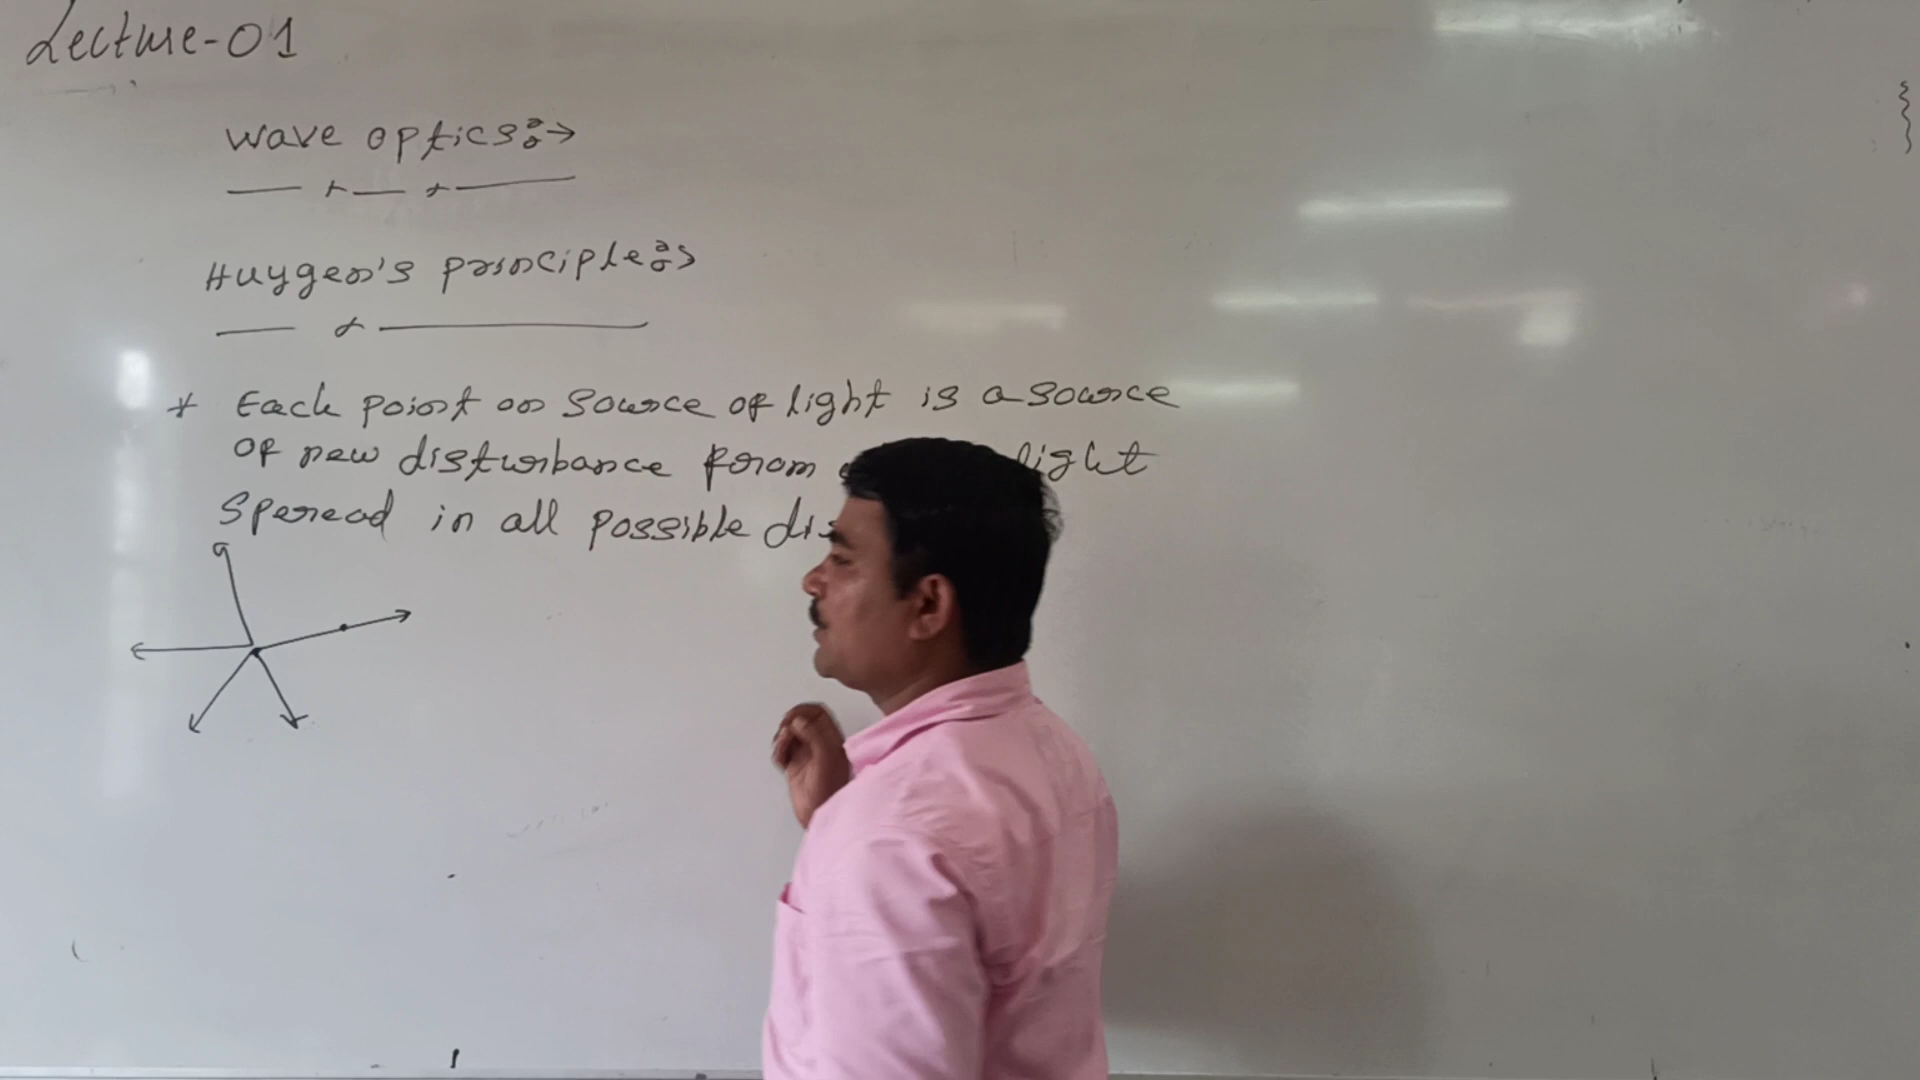 Lecture-01
Wave optics:→
Huygen's principle:→
* Each point on source of light is a source
of new disturbance from light
Spread in all possible